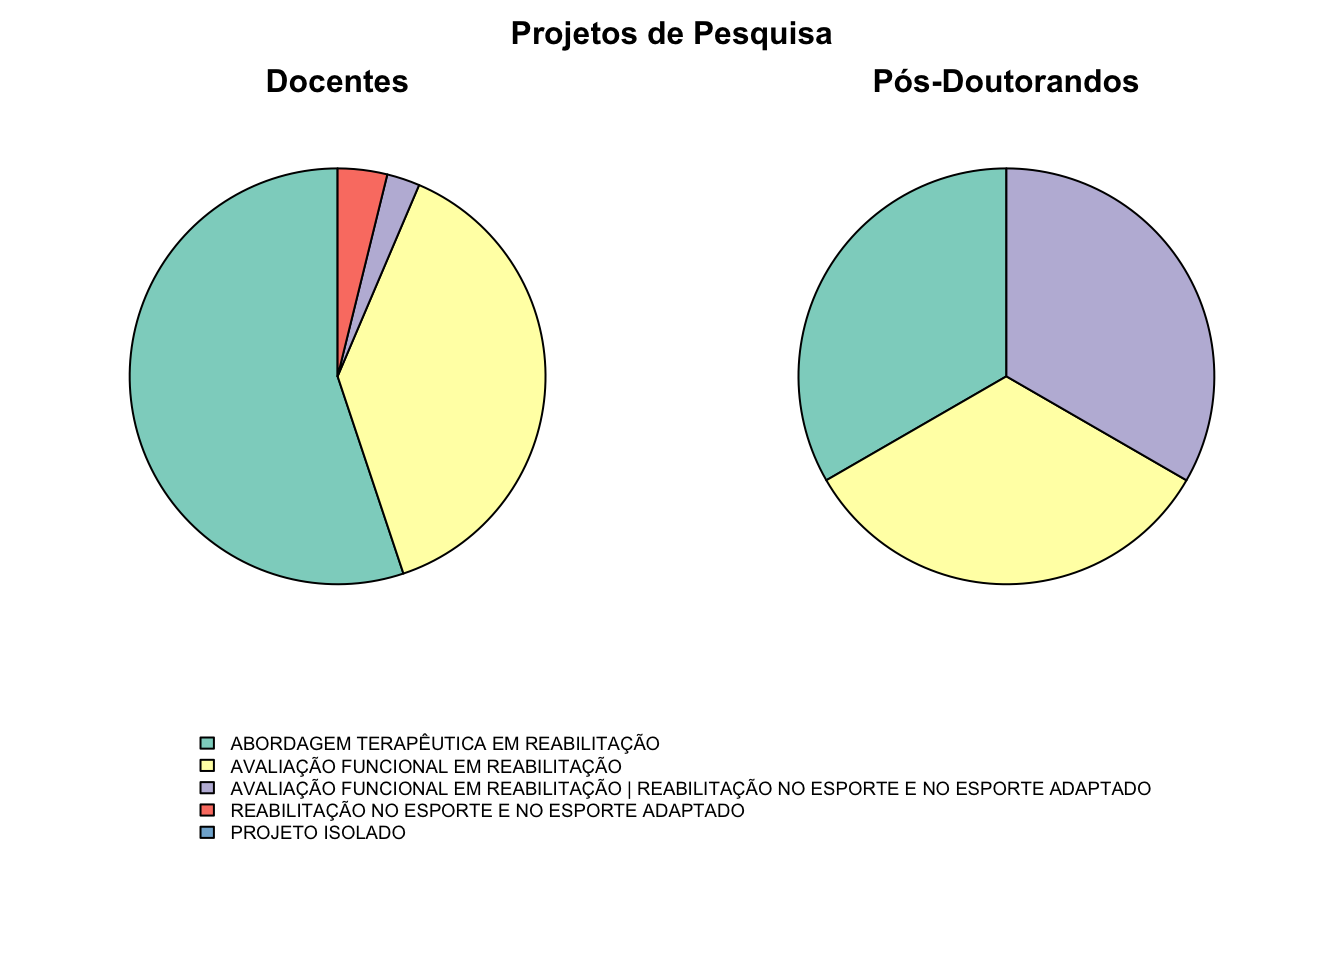 Projetos de Pesquisa
Docentes
Pós-Doutorandos
ABORDAGEM TERAPÊUTICA EM REABILITAÇÃO
AVALIAÇÃO FUNCIONAL EM REABILITAÇÃO
AVALIAÇÃO FUNCIONAL EM REABILITAÇÃO | REABILITAÇÃO NO ESPORTE E NO ESPORTE ADAPTADO
REABILITAÇÃO NO ESPORTE E NO ESPORTE ADAPTADO
PROJETO ISOLADO